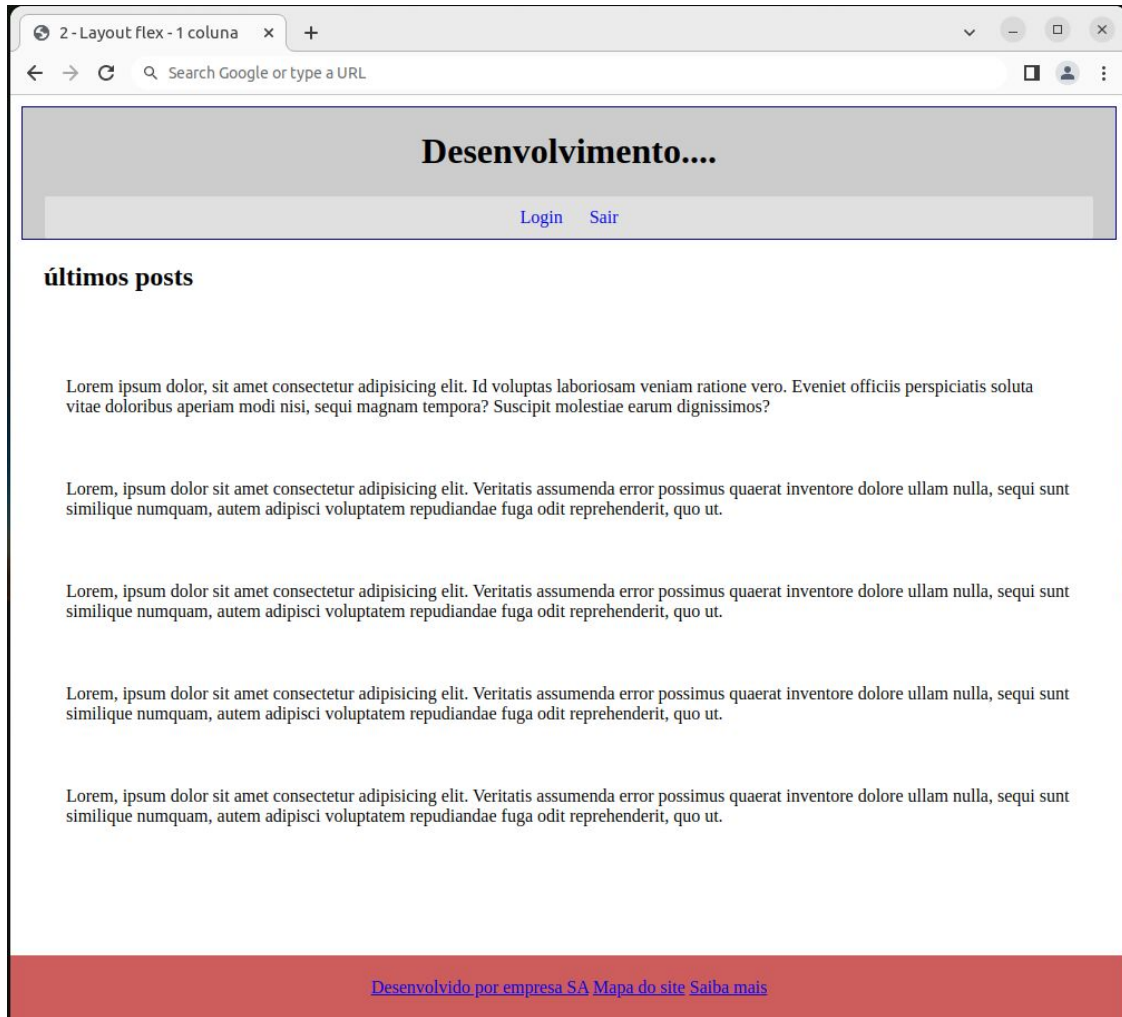 2 - Layout flex - 1 coluna
Search Google or type a URL
Desenvolvimento....
Login Sair
últimos posts
Lorem ipsum dolor, sit amet consectetur adipisicing elit. Id voluptas laboriosam veniam ratione vero. Eveniet officiis perspiciatis soluta
vitae doloribus aperiam modi nisi, sequi magnam tempora? Suscipit molestiae earum dignissimos?
Lorem, ipsum dolor sit amet consectetur adipisicing elit. Veritatis assumenda error possimus quaerat inventore dolore ullam nulla, sequi sunt
similique numquam, autem adipisci voluptatem repudiandae fuga odit reprehenderit, quo ut.
Lorem, ipsum dolor sit amet consectetur adipisicing elit. Veritatis assumenda error possimus quaerat inventore dolore ullam nulla, sequi sunt
similique numquam, autem adipisci voluptatem repudiandae fuga odit reprehenderit, quo ut.
Lorem, ipsum dolor sit amet consectetur adipisicing elit. Veritatis assumenda error possimus quaerat inventore dolore ullam nulla, sequi sunt
similique numquam, autem adipisci voluptatem repudiandae fuga odit reprehenderit, quo ut.
Lorem, ipsum dolor sit amet consectetur adipisicing elit. Veritatis assumenda error possimus quaerat inventore dolore ullam nulla, sequi sunt
similique numquam, autem adipisci voluptatem repudiandae fuga odit reprehenderit, quo ut.
Desenvolvido por empresa SA Mapa do site Saiba mais